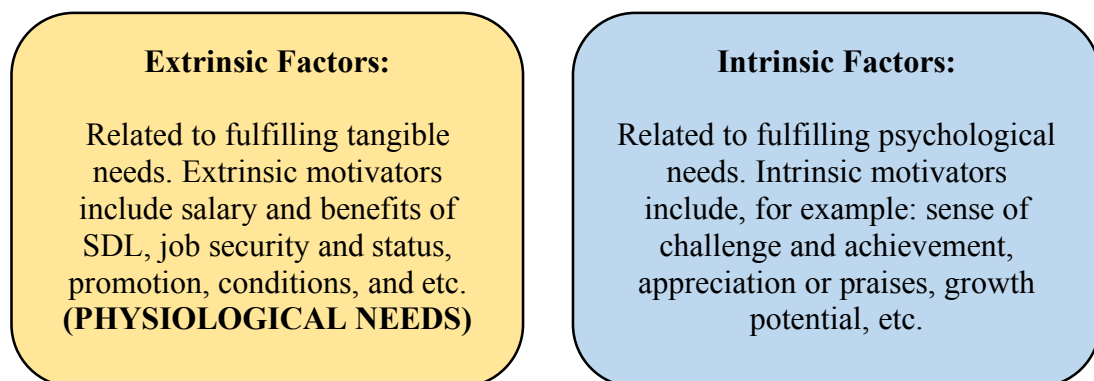 Extrinsic Factors:
Related to fulfilling tangible
needs. Extrinsic motivators
include salary and benefits of
SDL, job security and status,
promotion, conditions, and etc.
(PHYSIOLOGICAL NEEDS)
Intrinsic Factors:
Related to fulfilling psychological
needs. Intrinsic motivators
include, for example: sense of
challenge and achievement,
appreciation or praises, growth
potential, etc.